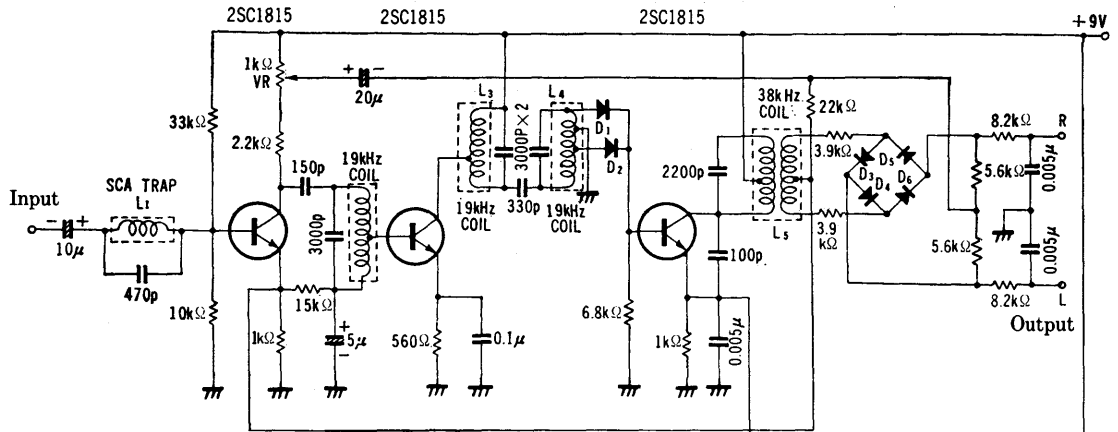 2SC1815
2SC1815
2SC1815
+9V
1kΩ
VR
+ -
20μ
L3
L4
38kHz
COIL
22kΩ
8.2kΩ
R
33kΩ
2.2kΩ
3000P×2
D1
D2
3.9kΩ
D5
D3
D6
D4
5.6kΩ
0.005μ
150p
19kHz
COIL
2200p
SCA TRAP
L1
Input
- +
10μ
3000p
19kHz
COIL
330p
19kHz
COIL
L5
3.9
kΩ
470p
100p
5.6kΩ
0.005μ
15kΩ
8.2kΩ
L
Output
10kΩ
1kΩ
+
5μ
-
560Ω
0.1μ
6.8kΩ
1kΩ
0.005μ